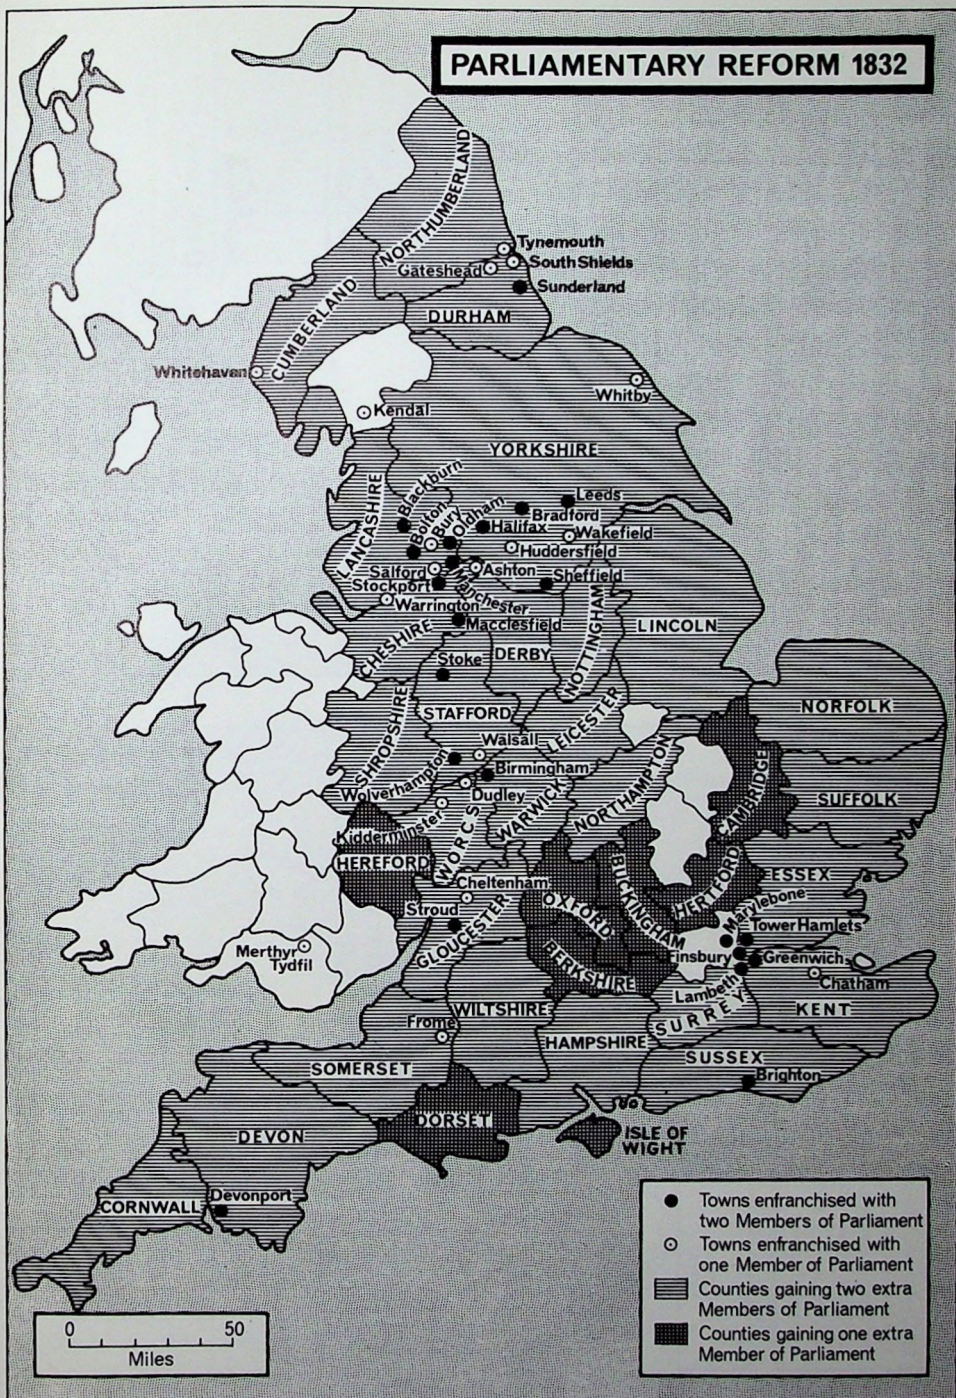 PARLIAMENTARY REFORM 1832
NORTHUMBERLAND
Tynemouth
South Shields
Gateshead
Sunderland
DURHAM
CUMBERLAND
Whitehaven
Whitby
Kendal
YORKSHIRE
LANCASHIRE
Blackburn
Bolton
Bury
Oldham
Leeds
Bradford
Halifax
Wakefield
Huddersfield
Salford
Ashton
Sheffield
Stockport
Manchester
Warrington
Macclesfield
CHESHIRE
NOTTINGHAM
LINCOLN
DERBY
Stoke
SHROPSHIRE
STAFFORD
LEICESTER
NORFOLK
Walsall
Wolverhampton
Birmingham
Dudley
NORTHAMPTON
CAMBRIDGE
SUFFOLK
WARWICK
WORCS
Kidderminster
HEREFORD
BUCKINGHAM
HERTFORD
ESSEX
Cheltenham
Marylebone
OXFORD
Stroud
GLOUCESTER
Tower Hamlets
Merthyr
Tydfil
BERKSHIRE
Finsbury
Greenwich
Lambeth
Chatham
WILTSHIRE
SURREY
KENT
Frome
HAMPSHIRE
SUSSEX
SOMERSET
Brighton
DORSET
DEVON
ISLE OF
WIGHT
CORNWALL
Devonport
Towns enfranchised with
two Members of Parliament
Towns enfranchised with
one Member of Parliament
Counties gaining two extra
Members of Parliament
Counties gaining one extra
Member of Parliament
0 50
Miles